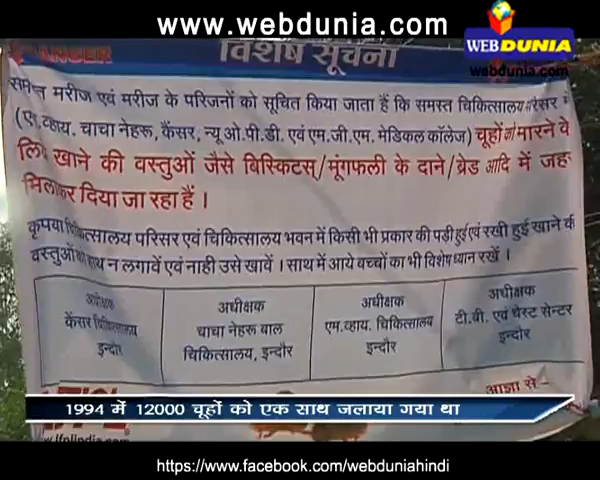 www.webdunia.com
WEBDUNIA
webdunia.com
DANGER
विशेष सूचना
समस्त मरीज एवं मरीज के परिजनों को सूचित किया जाता हैं कि समस्त चिकित्सालय परिसर में
(एम.व्हाय. चाचा नेहरू, कैंसर, न्यू ओ.पी.डी. एवं एम.जी.एम. मेडिकल कॉलेज) चूहों को मारने के
लिए खाने की वस्तुओं जैसे बिस्किटस्/मूंगफली के दाने/ब्रेड आदि में जहर
मिलाकर दिया जा रहा हैं ।
कृपया चिकित्सालय परिसर एवं चिकित्सालय भवन में किसी भी प्रकार की पड़ी हुई एवं रखी हुई खाने की
वस्तुओं को हाथ न लगावें एवं नाही उसे खावें । साथ में आये बच्चों का भी विशेष ध्यान रखें ।
अधीक्षक
कैंसर चिकित्सालय
इन्दौर
अधीक्षक
चाचा नेहरू बाल
चिकित्सालय, इन्दौर
अधीक्षक
एम.व्हाय. चिकित्सालय
इन्दौर
अधीक्षक
टी.बी. एवं चेस्ट सेन्टर
इन्दौर
आज्ञा से -
1994 में 12000 चूहों को एक साथ जलाया गया था
https://www.facebook.com/webduniahindi